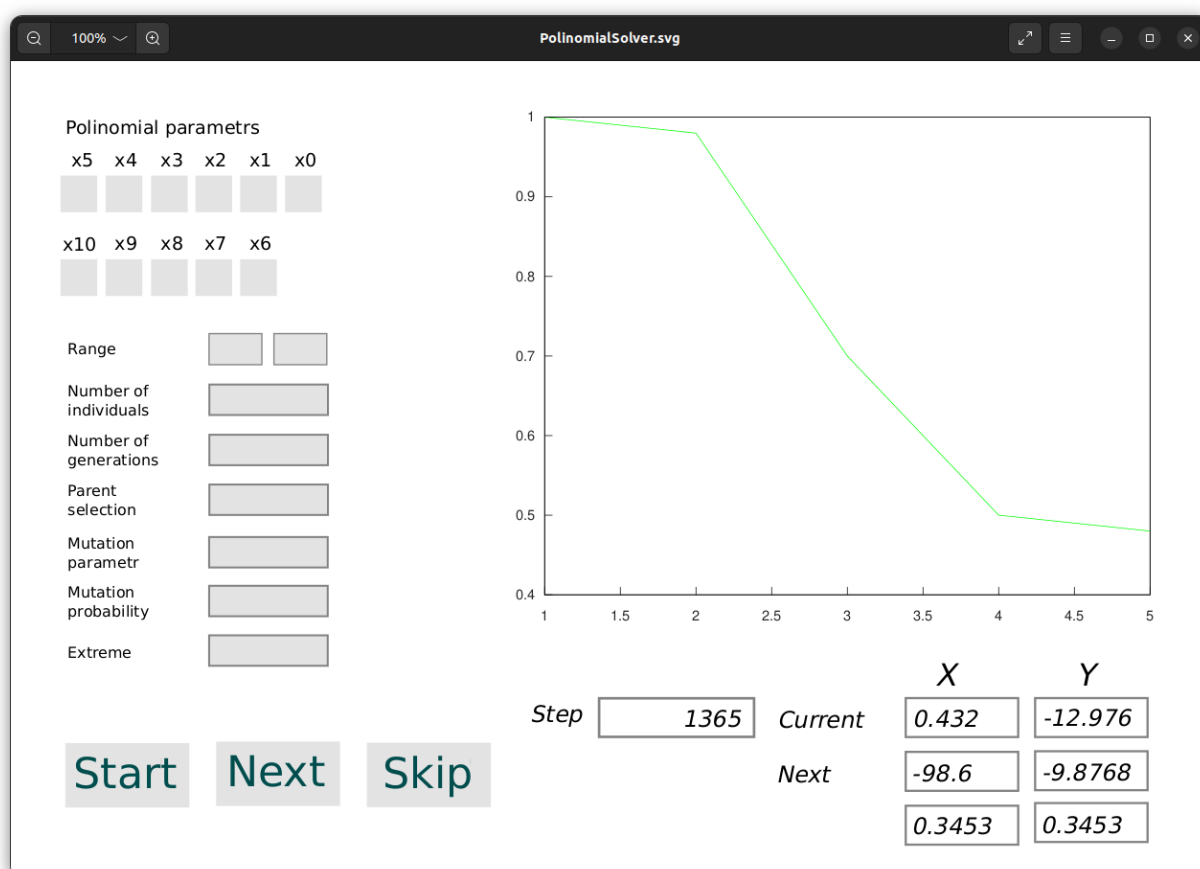 100%
PolinomialSolver.svg
Polinomial parametrs
x5 x4 x3 x2 x1 x0
x10 x9 x8 x7 x6
Range
Number of
individuals
Number of
generations
Parent
selection
Mutation
parametr
Mutation
probability
Extreme
Start Next Skip
1
0.9
0.8
0.7
0.6
0.5
0.4
1 1.5 2 2.5 3 3.5 4 4.5 5
X Y
Step 1365 Current 0.432 -12.976
Next -98.6 -9.8768
0.3453 0.3453